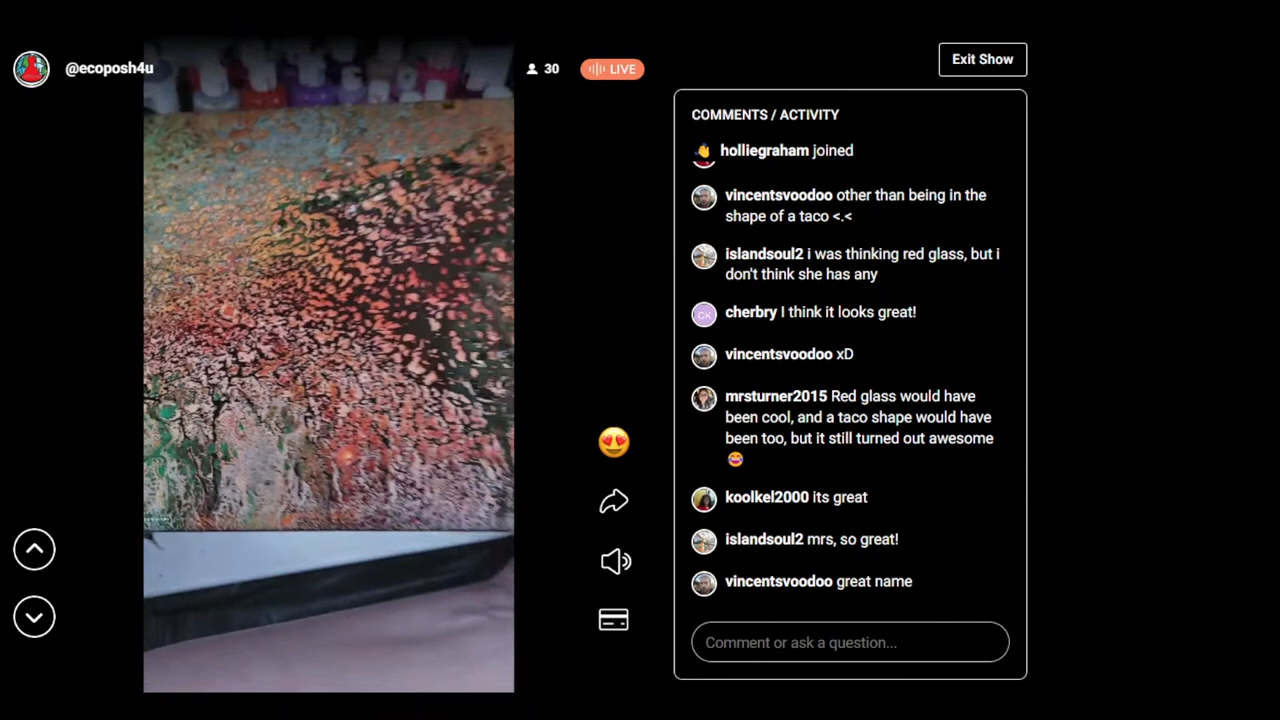 @ecoposh4u
30
LIVE
Exit Show
COMMENTS / ACTIVITY
holliegraham joined
vincentsvoodoo other than being in the
shape of a taco <.<
islandsoul2 i was thinking red glass, but i
don't think she has any
CK
cherbry I think it looks great!
vincentsvoodoo xD
mrsturner2015 Red glass would have
been cool, and a taco shape would have
been too, but it still turned out awesome
😂
koolkel2000 its great
islandsoul2 mrs, so great!
vincentsvoodoo great name
Comment or ask a question...